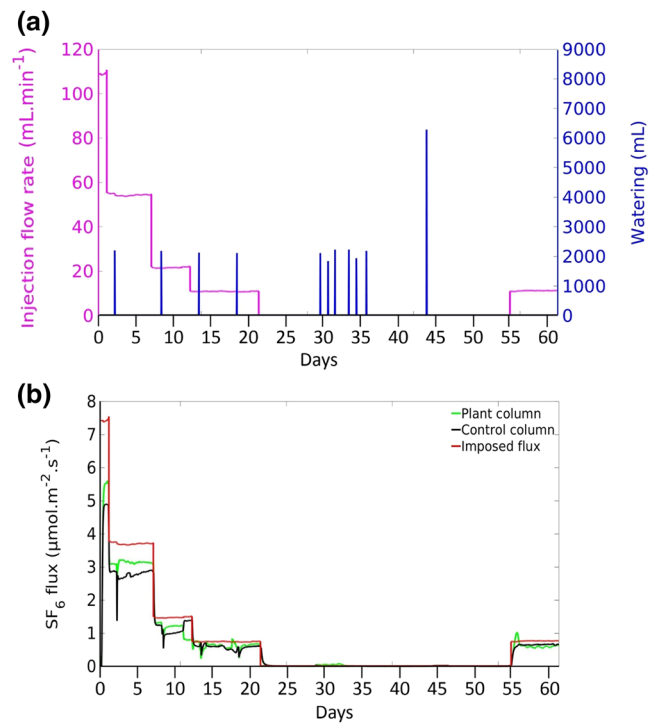 (a)
Injection flow rate (mL.min⁻¹)
120
100
80
60
40
20
0
9000
8000
7000
6000
5000
4000
3000
2000
1000
0
Watering (mL)
0 5 10 15 20 25 30 35 40 45 55 60
Days
(b)
SF₆ flux (µmol.m⁻².s⁻¹)
8
7
6
5
4
3
2
1
0
Plant column
Control column
Imposed flux
0 5 10 15 20 25 30 35 40 45 55 60
Days